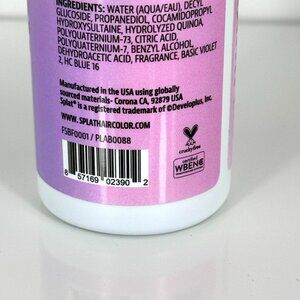 INGREDIENTS: WATER (AQUA/EAU), DECYL
GLUCOSIDE, PROPANEDIOL, COCAMIDOPROPYL
HYDROXYSULTAINE, HYDROLYZED QUINOA,
POLYQUATERNIUM-73, CITRIC ACID,
POLYQUATERNIUM-7, BENZYL ALCOHOL,
DEHYDROACETIC ACID, FRAGRANCE, BASIC VIOLET
2, HC BLUE 16
Manufactured in the USA using globally
sourced materials- Corona CA, 92879 USA
Splat® is a registered trademark of ©Developlus, Inc.
WWW.SPLATHAIRCOLOR.COM
FSBF0001 / PLAB0088
8 57169 02390 2
crueltyfree
certified
WBENC